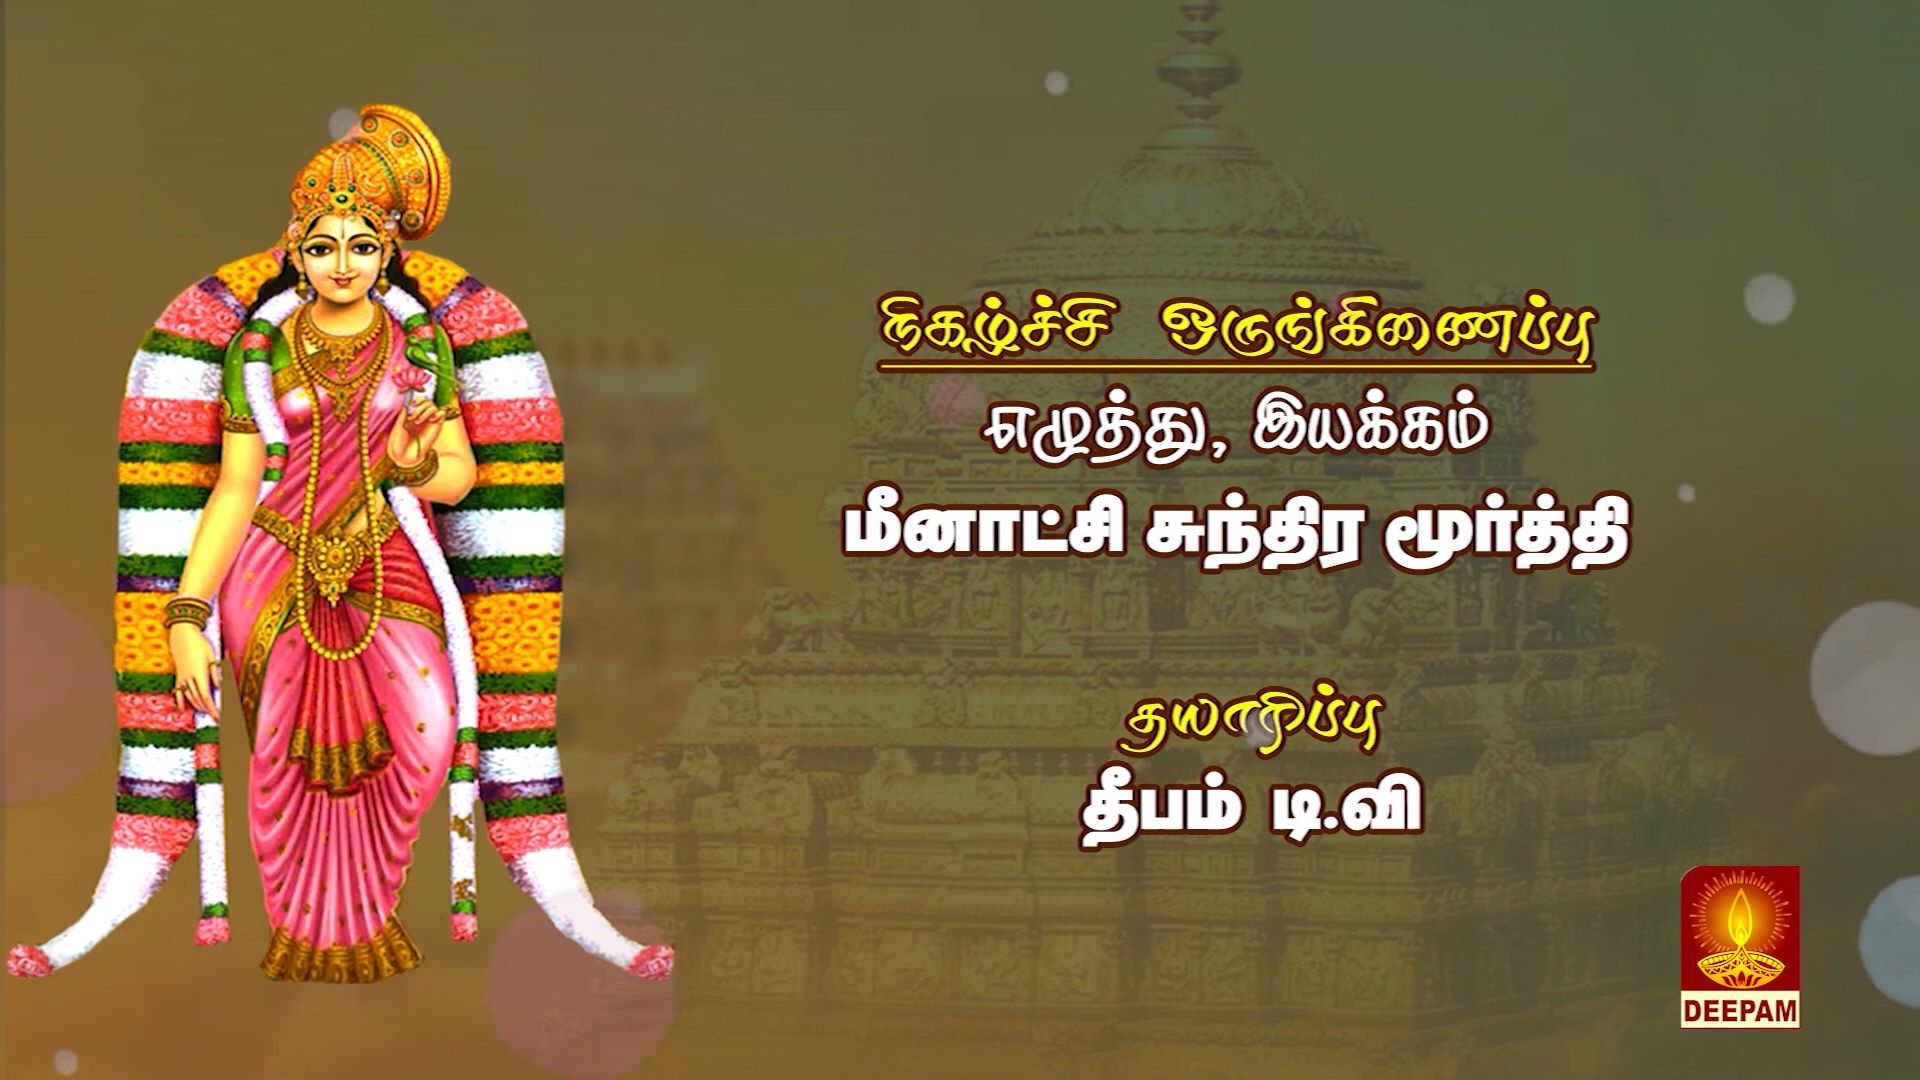 நிகழ்ச்சி ஒருங்கிணைப்பு
எழுத்து, இயக்கம்
மீனாட்சி சுந்திர மூர்த்தி
தயாரிப்பு
தீபம் டி.வி
DEEPAM